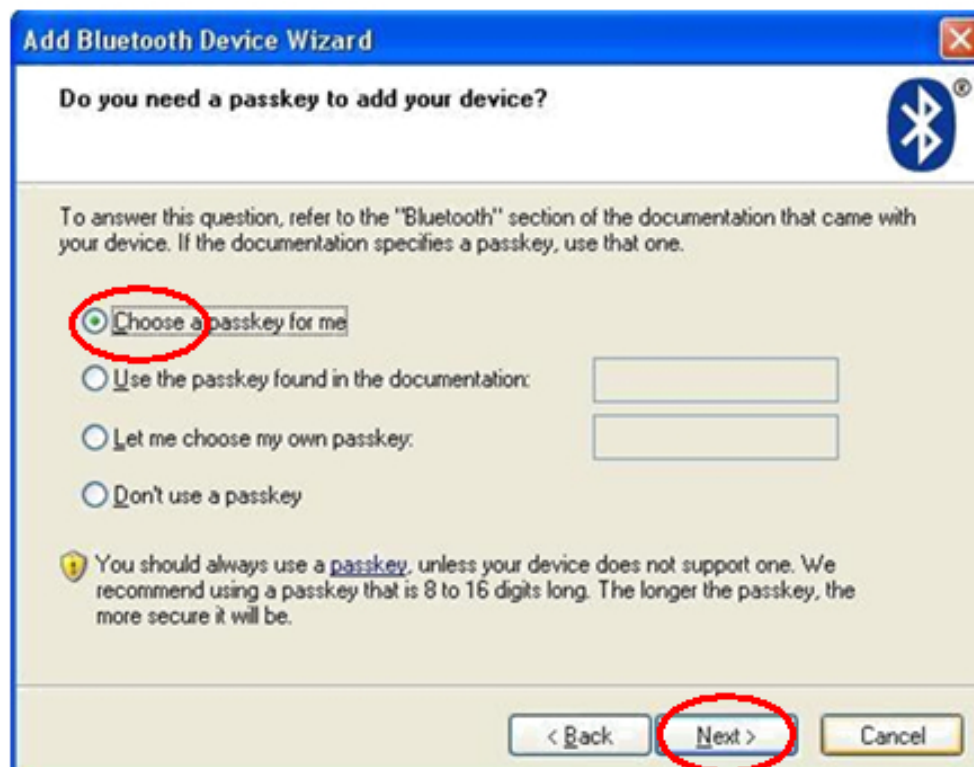 Add Bluetooth Device Wizard
Do you need a passkey to add your device?
®
To answer this question, refer to the "Bluetooth" section of the documentation that came with
your device. If the documentation specifies a passkey, use that one.
Choose a passkey for me
Use the passkey found in the documentation:
Let me choose my own passkey:
Don't use a passkey
You should always use a passkey, unless your device does not support one. We
recommend using a passkey that is 8 to 16 digits long. The longer the passkey, the
more secure it will be.
< Back Next > Cancel